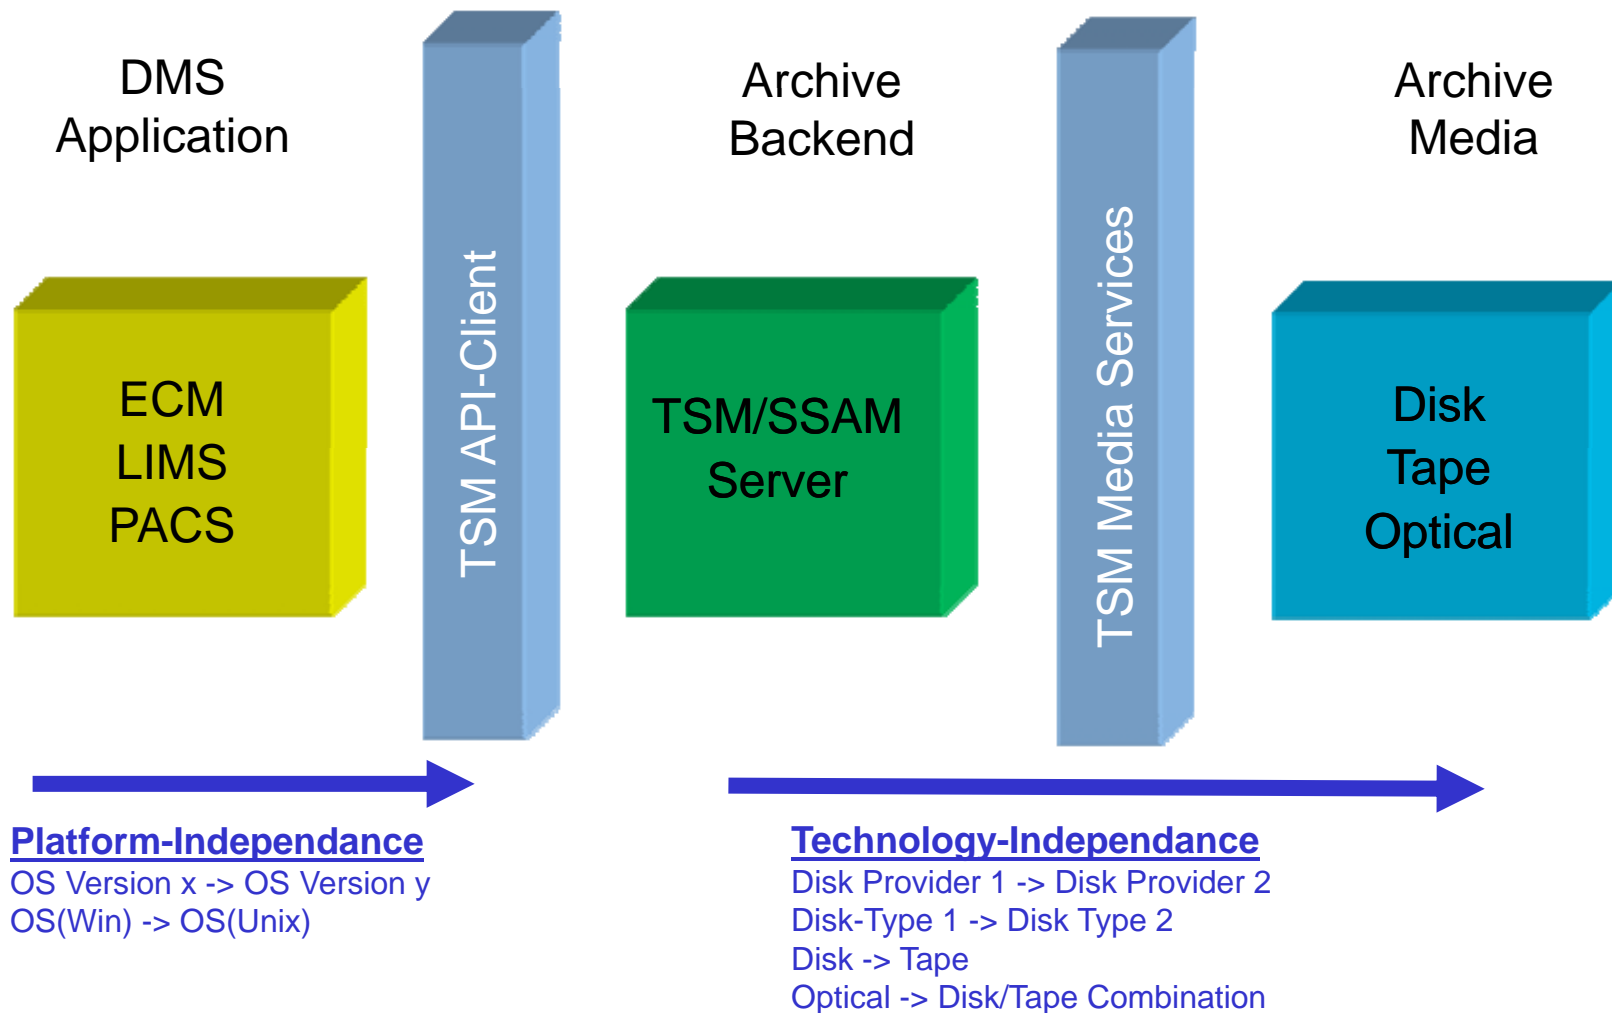 DMS
Application
Archive
Backend
Archive
Media
ECM
LIMS
PACS
TSM API-Client
TSM/SSAM
Server
TSM Media Services
Disk
Tape
Optical
Platform-Independance
OS Version x -> OS Version y
OS(Win) -> OS(Unix)
Technology-Independance
Disk Provider 1 -> Disk Provider 2
Disk-Type 1 -> Disk Type 2
Disk -> Tape
Optical -> Disk/Tape Combination